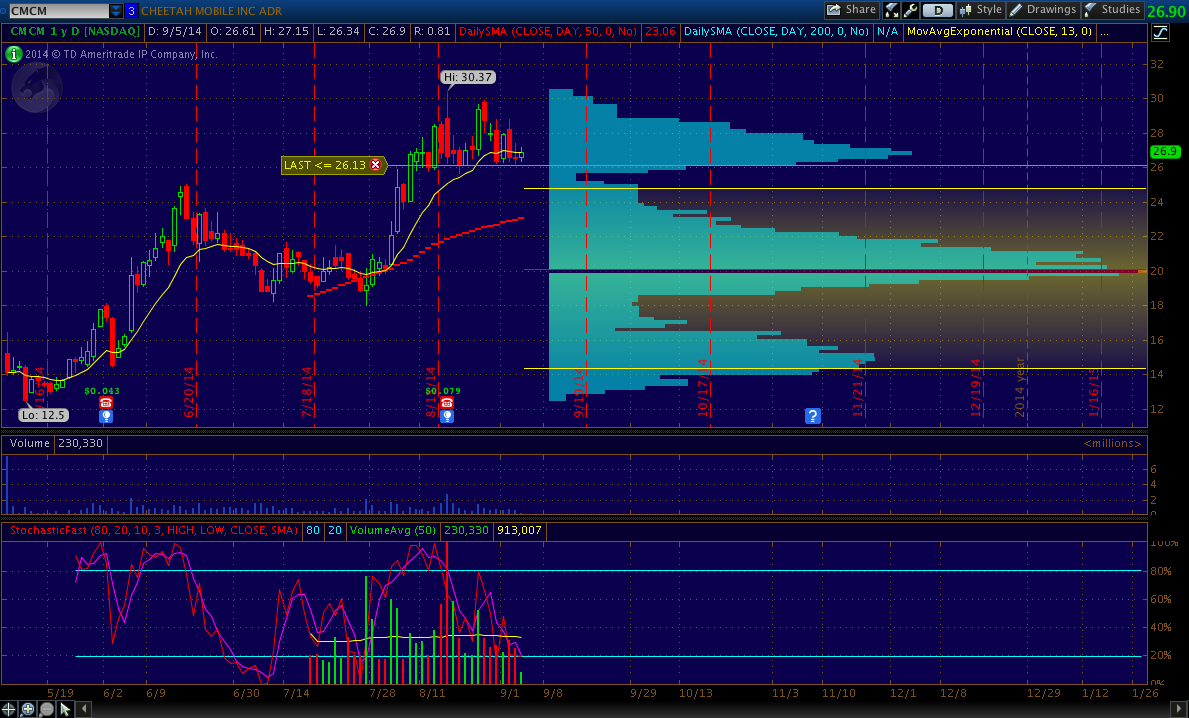 CMCM 3 CHEETAH MOBILE INC ADR Share D Style Drawings Studies 26.90
CMCM 1 y D [NASDAQ] D: 9/5/14 O: 26.61 H: 27.15 L: 26.34 C: 26.9 R: 0.81 DailySMA (CLOSE, DAY, 50, 0, No) 23.06 DailySMA (CLOSE, DAY, 200, 0, No) N/A MovAvgExponential (CLOSE, 13, 0) ...
2014 © TD Ameritrade IP Company, Inc.
32
Hi: 30.37
30
28
26.9
LAST <= 26.13
26
24
22
20
18
16
14
12
$0.043
$0.079
Lo: 12.5
6/20/14
7/18/14
10/17/14
11/21/14
12/19/14
2014 year
1/16/15
?
Volume 230,330
<millions>
6
4
2
0
StochasticFast (80, 20, 10, 3, HIGH, LOW, CLOSE, SMA) 80 20 VolumeAvg (50) 230,330 913,007
100%
80%
60%
40%
20%
0%
5/19 6/2 6/9 6/30 7/14 7/28 8/11 9/1 9/8 9/29 10/13 11/3 11/10 12/1 12/8 12/29 1/12 1/26